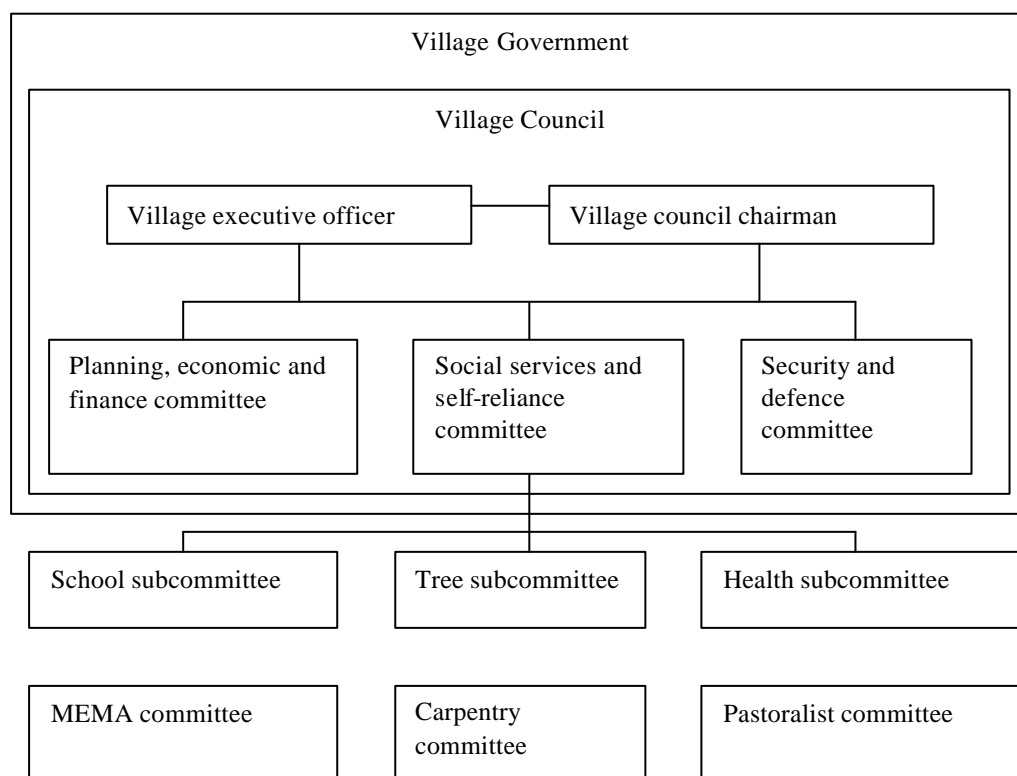 Village Government
Village Council
Village executive officer
Village council chairman
Planning, economic and
finance committee
Social services and
self-reliance
committee
Security and
defence
committee
School subcommittee
Tree subcommittee
Health subcommittee
MEMA committee
Carpentry
committee
Pastoralist committee